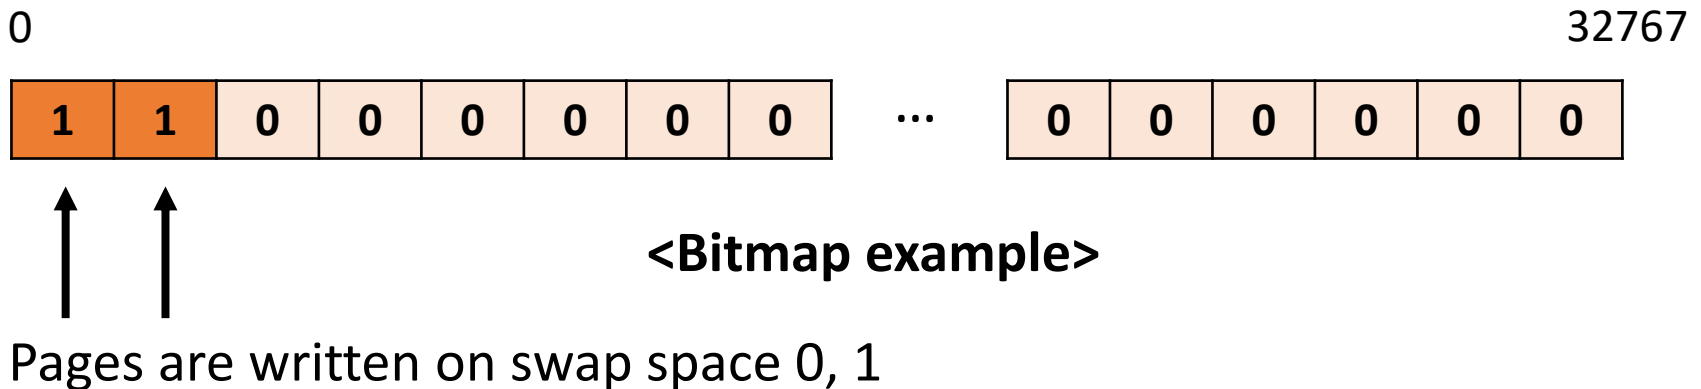 0 32767
1 1 0 0 0 0 0 0 ... 0 0 0 0 0 0
<Bitmap example>
Pages are written on swap space 0, 1